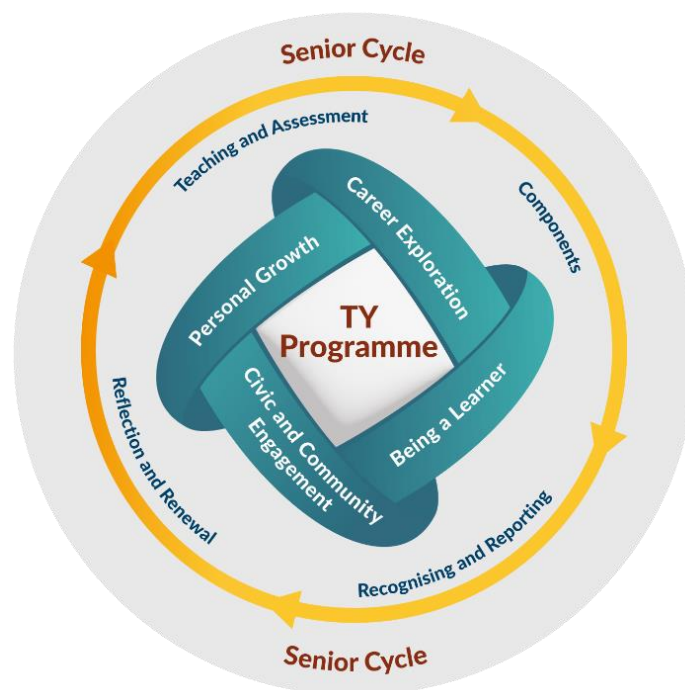 Senior Cycle
Teaching and Assessment
Components
Career Exploration
Personal Growth
TY
Programme
Being a Learner
Civic and Community
Engagement
Reflection and Renewal
Recognising and Reporting
Senior Cycle